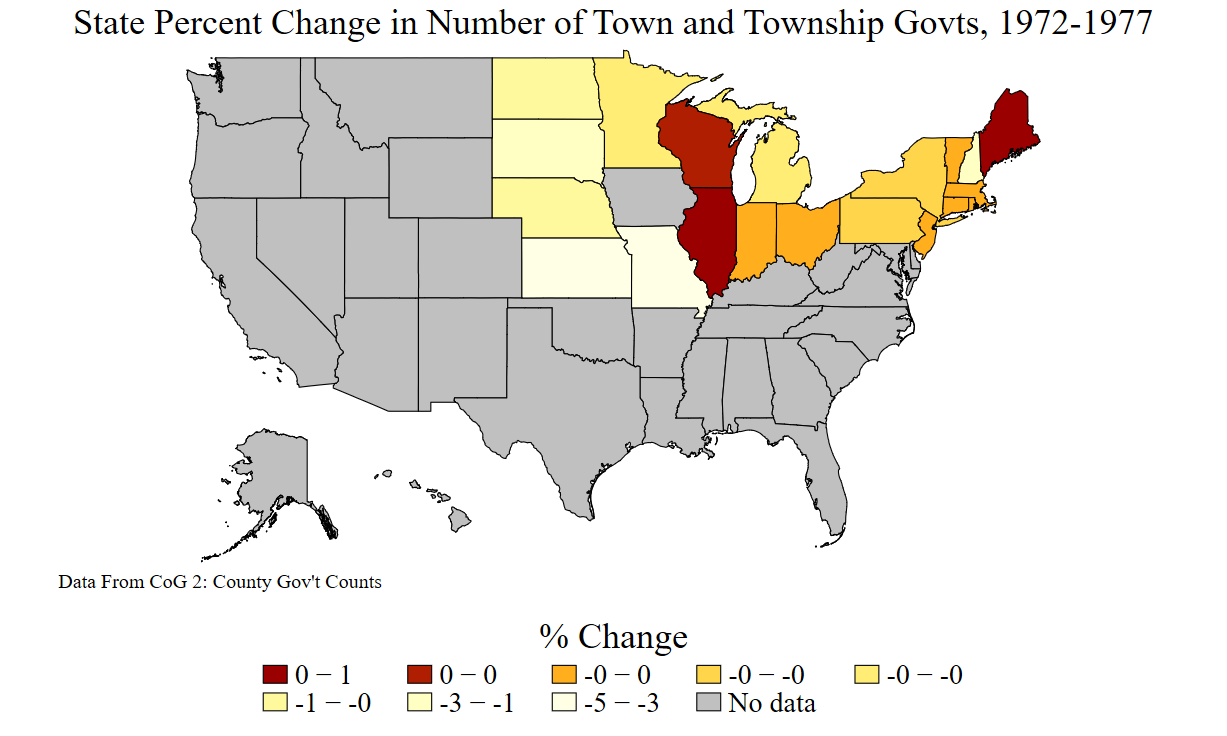 State Percent Change in Number of Town and Township Govts, 1972-1977
Data From CoG 2: County Gov't Counts
% Change
0 − 1 0 − 0 -0 − 0 -0 − -0 -0 − -0
-1 − -0 -3 − -1 -5 − -3 No data